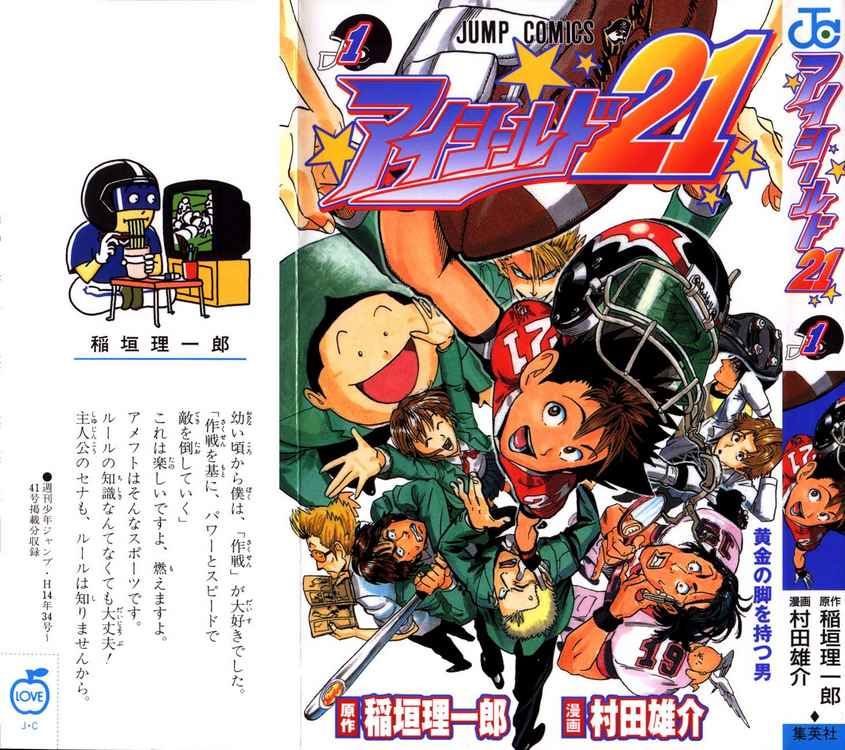 稲垣理一郎
幼い頃から僕は、「作戦」が大好きでした。
「作戦を基に、パワーとスピードで
敵を倒していく」
これは楽しいですよ、燃えますよ。
アメフトはそんなスポーツです。
ルールの知識なんてなくても大丈夫！
主人公のセナも、ルールは知りませんから。
●週刊少年ジャンプ・H14年34号〜
41号掲載分収録
LOVE
J・C
JUMP COMICS
1
アイシールド21
21
19
16
黄金の脚を持つ男
原作 稲垣理一郎
漫画 村田雄介
JC
アイシールド21
1
原作 稲垣理一郎
漫画 村田雄介
集英社